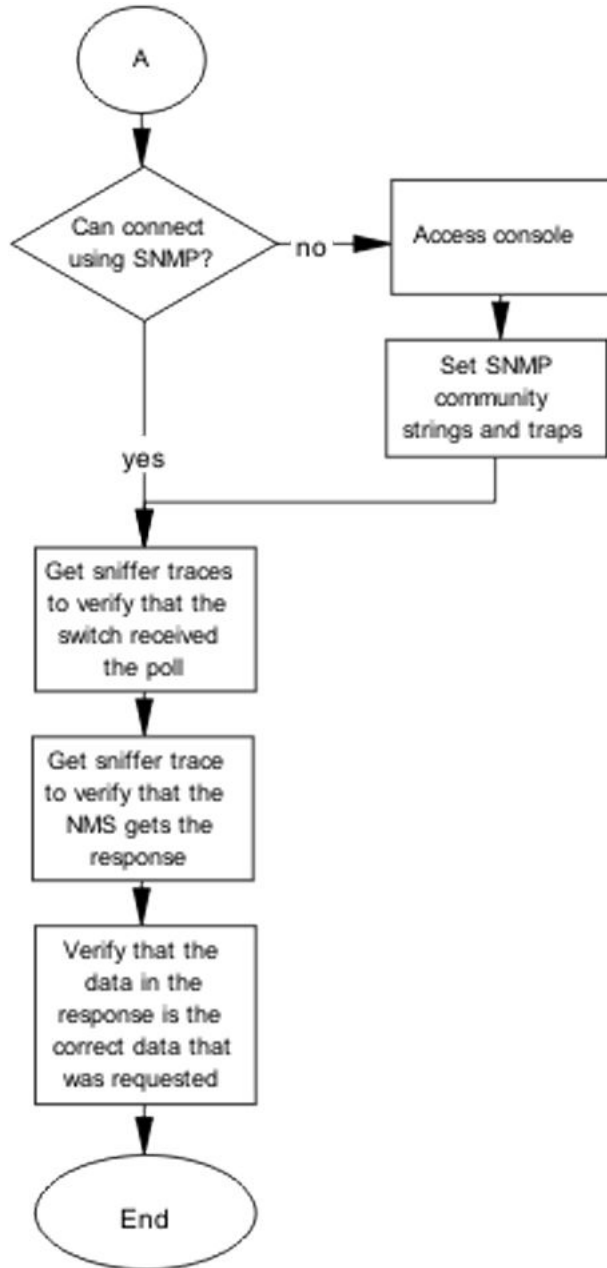 A
Can connect
using SNMP?
no
Access console
Set SNMP
community
strings and traps
yes
Get sniffer traces
to verify that the
switch received
the poll
Get sniffer trace
to verify that the
NMS gets the
response
Verify that the
data in the
response is the
correct data that
was requested
End